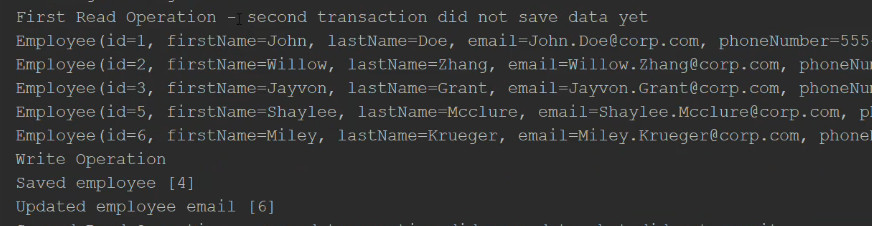 First Read Operation - second transaction did not save data yet
Employee(id=1, firstName=John, lastName=Doe, email=John.Doe@corp.com, phoneNumber=555
Employee(id=2, firstName=Willow, lastName=Zhang, email=Willow.Zhang@corp.com, phoneNu
Employee(id=3, firstName=Jayvon, lastName=Grant, email=Jayvon.Grant@corp.com, phoneNu
Employee(id=5, firstName=Shaylee, lastName=Mcclure, email=Shaylee.Mcclure@corp.com, p
Employee(id=6, firstName=Miley, lastName=Krueger, email=Miley.Krueger@corp.com, phone
Write Operation
Saved employee [4]
Updated employee email [6]